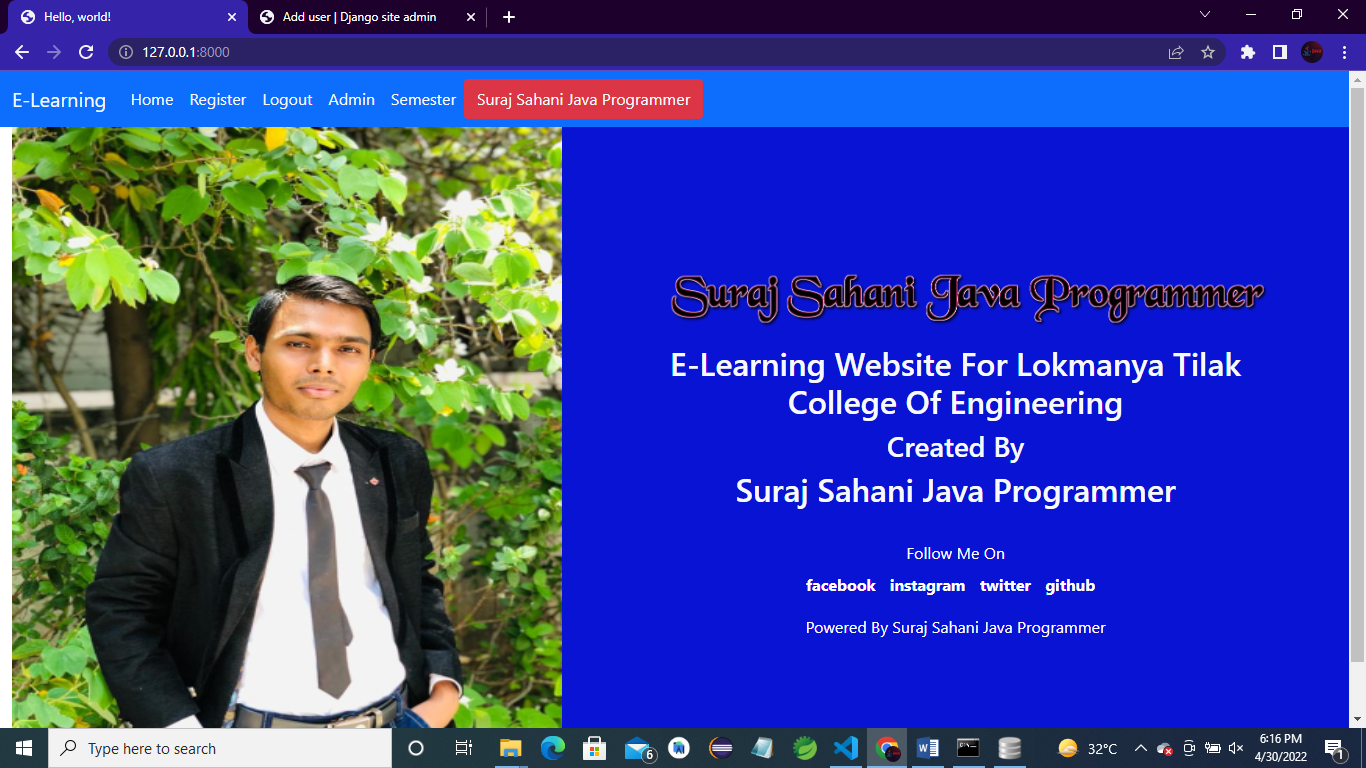 Hello, world!
Add user | Django site admin
127.0.0.1:8000
E-Learning Home Register Logout Admin Semester Suraj Sahani Java Programmer
Suraj Sahani Java Programmer
E-Learning Website For Lokmanya Tilak
College Of Engineering
Created By
Suraj Sahani Java Programmer
Follow Me On
facebook instagram twitter github
Powered By Suraj Sahani Java Programmer
Type here to search
6
32°C
6:16 PM
4/30/2022
1